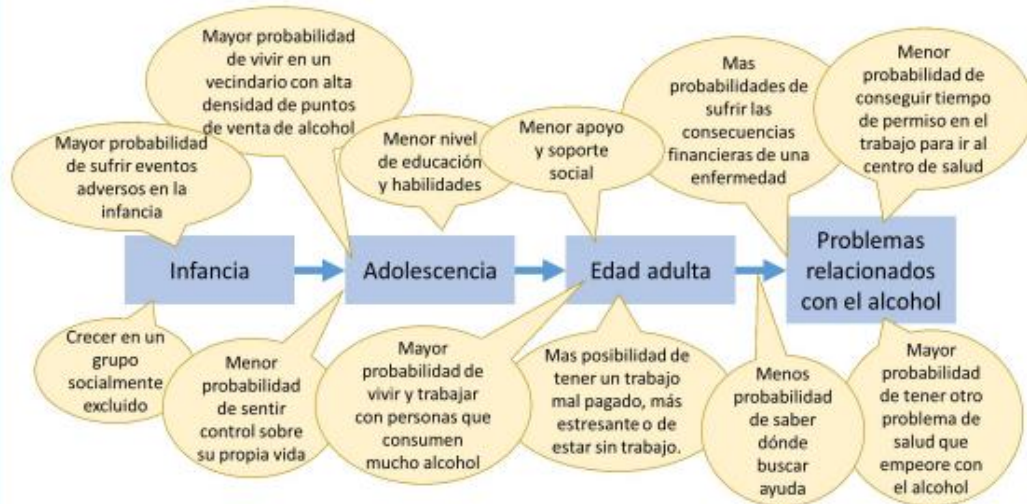 Mayor probabilidad
de vivir en un
vecindario con alta
densidad de puntos
de venta de alcohol
Mas
probabilidades de
sufrir las
consecuencias
financieras de una
enfermedad
Menor
probabilidad de
conseguir tiempo
de permiso en el
trabajo para ir al
centro de salud
Mayor probabilidad
de sufrir eventos
adversos en la
infancia
Menor nivel
de educación
y habilidades
Menor apoyo
y soporte
social
Infancia
Adolescencia
Edad adulta
Problemas
relacionados
con el alcohol
Crecer en un
grupo
socialmente
excluido
Menor
probabilidad
de sentir
control sobre
su propia vida
Mayor
probabilidad de
vivir y trabajar
con personas que
consumen
mucho alcohol
Mas posibilidad de
tener un trabajo
mal pagado, más
estresante o de
estar sin trabajo.
Menos
probabilidad
de saber
dónde
buscar
ayuda
Mayor
probabilidad
de tener otro
problema de
salud que
empeore con
el alcohol